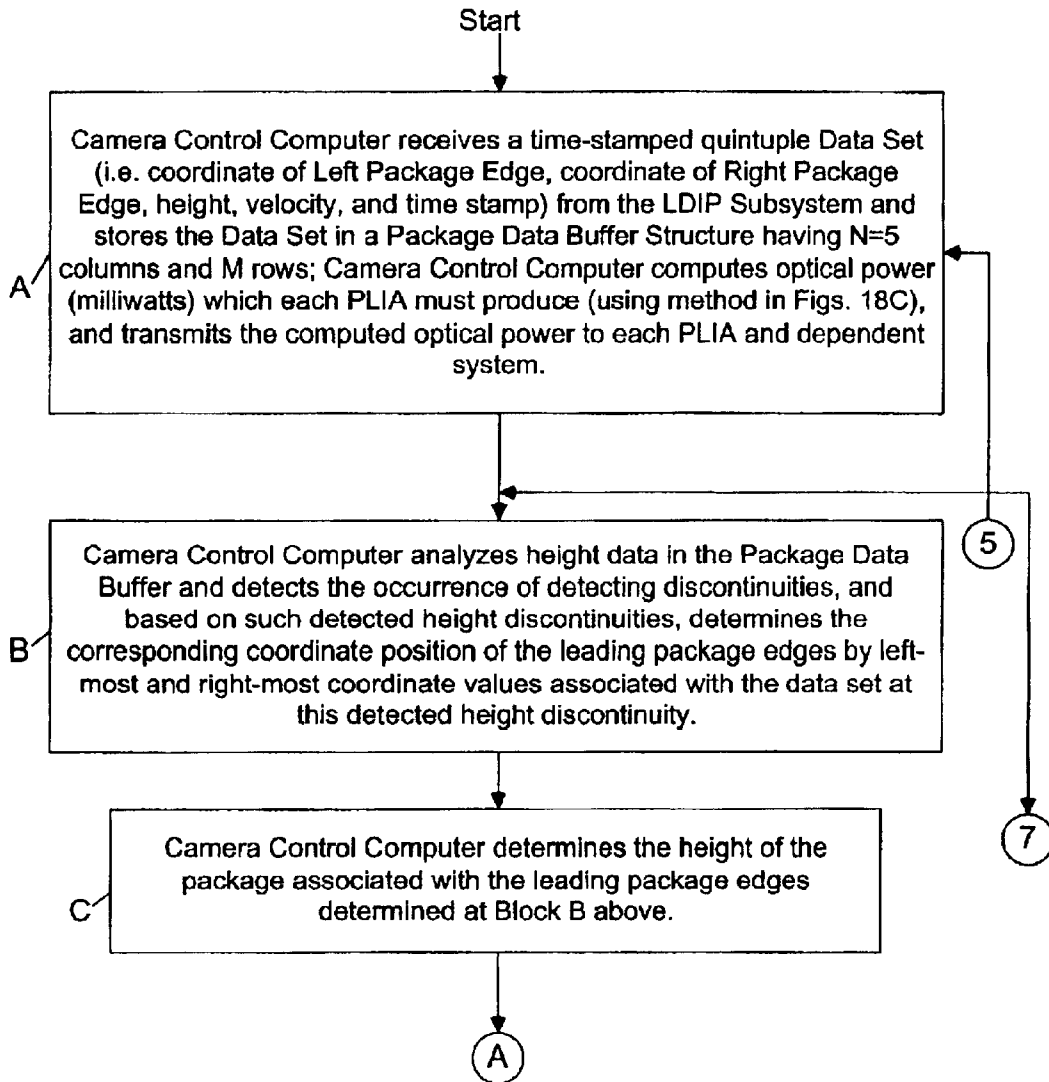 Start
Camera Control Computer receives a time-stamped quintuple Data Set
(i.e. coordinate of Left Package Edge, coordinate of Right Package
Edge, height, velocity, and time stamp) from the LDIP Subsystem and
stores the Data Set in a Package Data Buffer Structure having N=5
columns and M rows; Camera Control Computer computes optical power
(milliwatts) which each PLIA must produce (using method in Figs. 18C),
and transmits the computed optical power to each PLIA and dependent
system.
A
5
Camera Control Computer analyzes height data in the Package Data
Buffer and detects the occurrence of detecting discontinuities, and
based on such detected height discontinuities, determines the
corresponding coordinate position of the leading package edges by left-
most and right-most coordinate values associated with the data set at
this detected height discontinuity.
B
7
Camera Control Computer determines the height of the
package associated with the leading package edges
determined at Block B above.
C
A